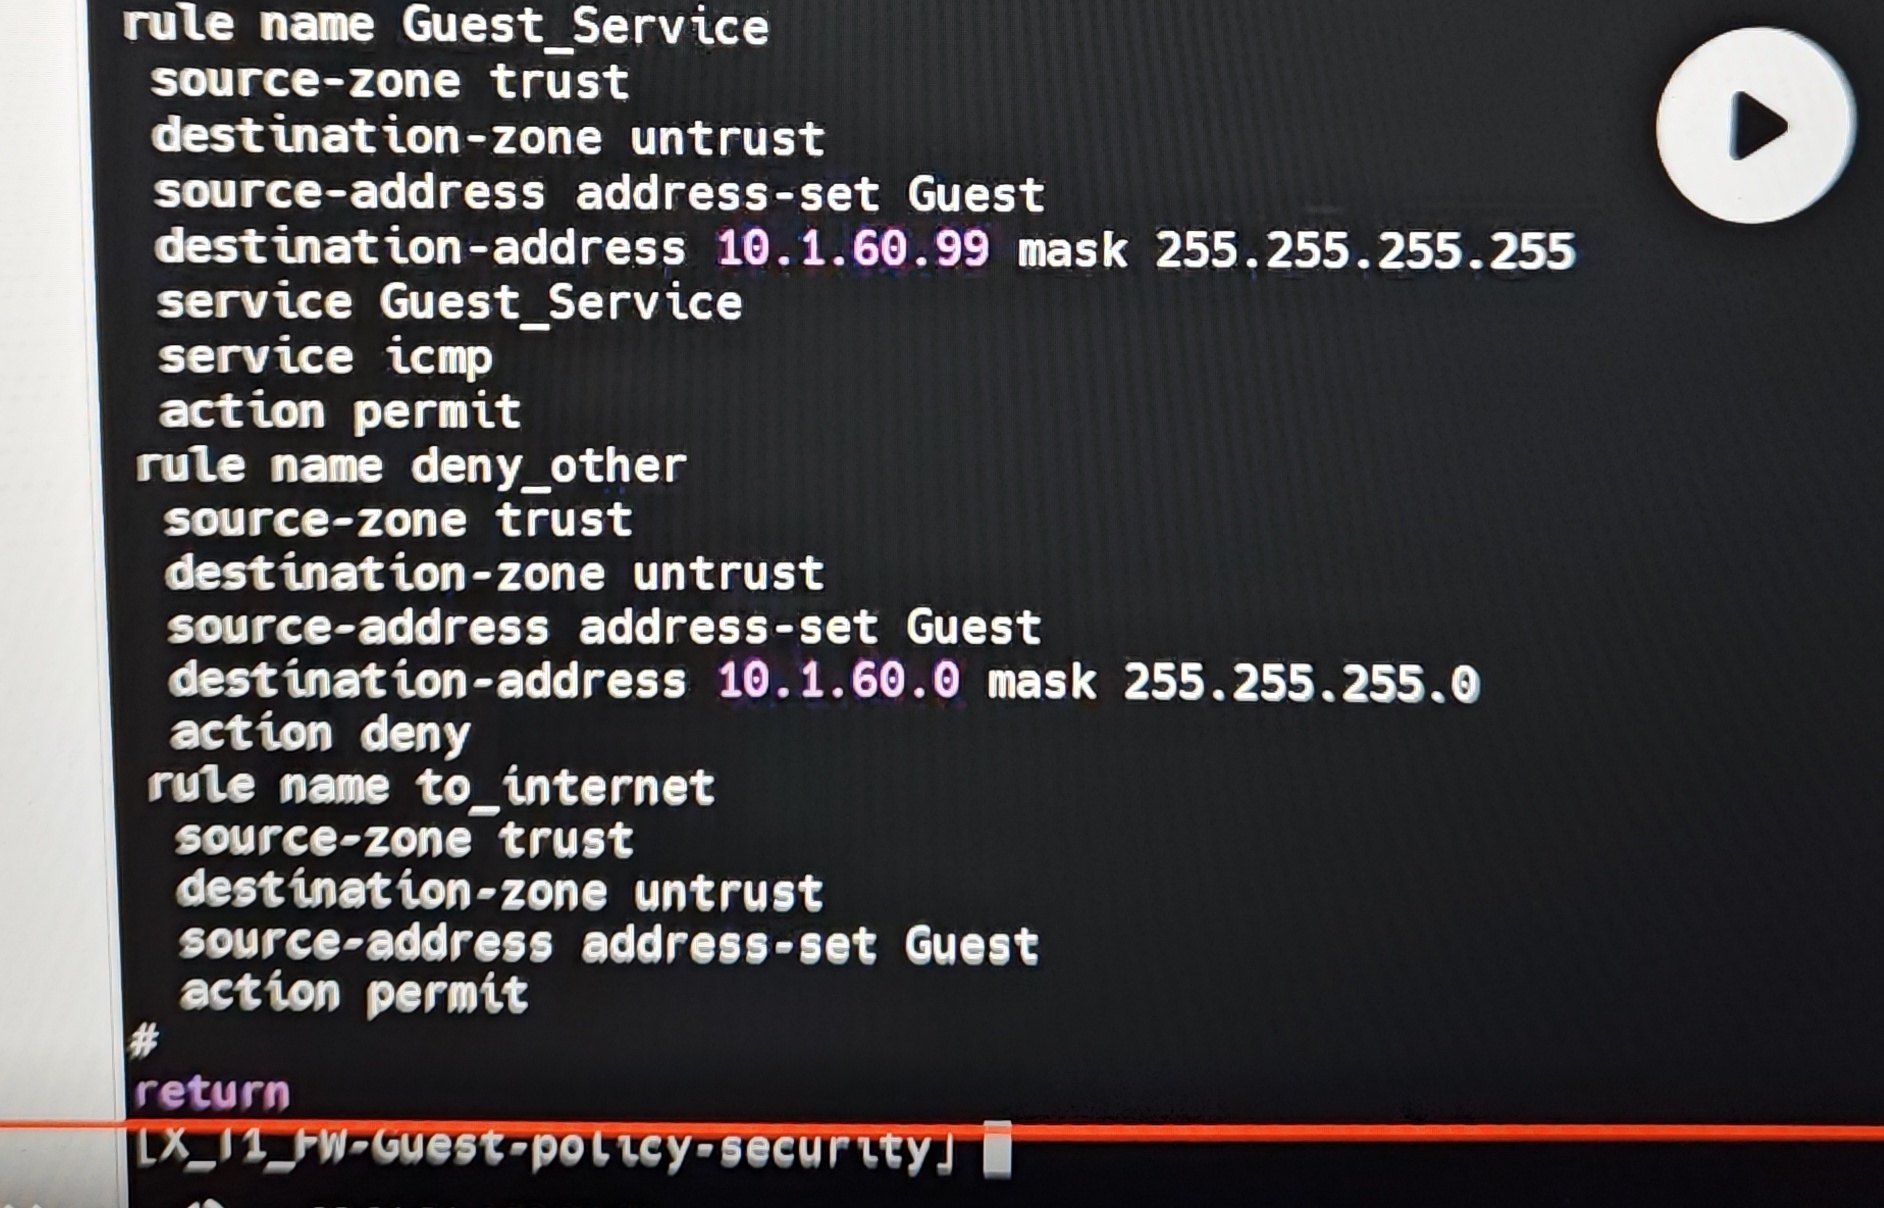 rule name Guest_Service
source-zone trust
destination-zone untrust
source-address address-set Guest
destination-address 10.1.60.99 mask 255.255.255.255
service Guest_Service
service icmp
action permit
rule name deny_other
source-zone trust
destination-zone untrust
source-address address-set Guest
destination-address 10.1.60.0 mask 255.255.255.0
action deny
rule name to_internet
source-zone trust
destination-zone untrust
source-address address-set Guest
action permit
#
return
[X_T1_FW-Guest-policy-security]